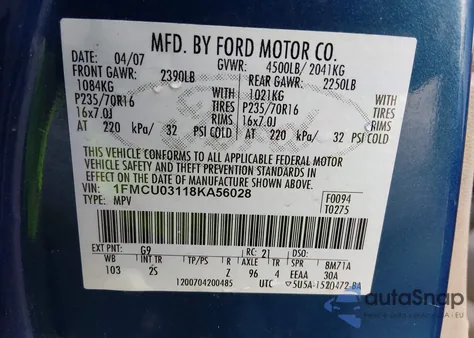 MFD. BY FORD MOTOR CO.
DATE: 04/07 GVWR: 4500LB/ 2041KG
FRONT GAWR: 2390LB REAR GAWR: 2250LB
1084KG WITH 1021KG WITH
P235/70R16 TIRES P235/70R16 TIRES
16x7.0J RIMS 16x7.0J RIMS
AT 220 kPa/ 32 PSI COLD AT 220 kPa/ 32 PSI COLD
THIS VEHICLE CONFORMS TO ALL APPLICABLE FEDERAL MOTOR
VEHICLE SAFETY AND THEFT PREVENTION STANDARDS IN
EFFECT ON THE DATE OF MANUFACTURE SHOWN ABOVE.
VIN: 1FMCU03118KA56028
TYPE: MPV
F0094
T0275
EXT PNT: G9 RC: 21 DSO:
WB INT TR TP/PS R AXLE TR SPR 8M71A
103 2S Z 96 4 EEAA 30A
1200704200485 UTC 5U5A-1520472-BA
autoSnap